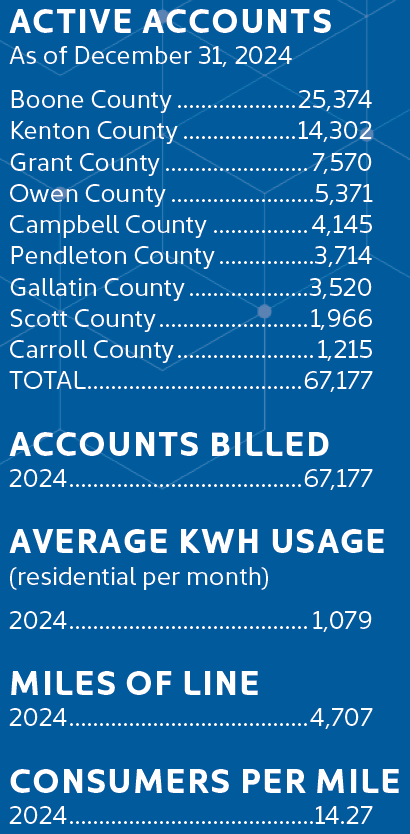 ACTIVE ACCOUNTS
As of December 31, 2024
Boone County ......................25,374
Kenton County .....................14,302
Grant County ...........................7,570
Owen County ...........................5,371
Campbell County .................4,145
Pendleton County .................3,714
Gallatin County ......................3,520
Scott County...........................1,966
Carroll County.........................1,215
TOTAL.......................................67,177
ACCOUNTS BILLED
2024..........................................67,177
AVERAGE KWH USAGE
(residential per month)
2024.......................................... 1,079
MILES OF LINE
2024...........................................4,707
CONSUMERS PER MILE
2024............................................14.27